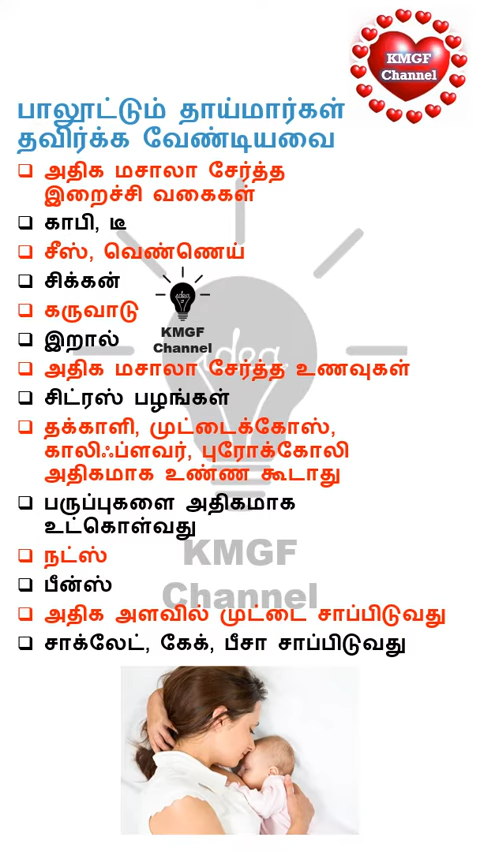 KMGF
Channel
பாலூட்டும் தாய்மார்கள்
தவிர்க்க வேண்டியவை
❑ அதிக மசாலா சேர்த்த
இறைச்சி வகைகள்
❑ காபி, டீ
❑ சீஸ், வெண்ணெய்
❑ சிக்கன்
❑ கருவாடு
❑ இறால்
idea
KMGF
Channel
idea
❑ அதிக மசாலா சேர்த்த உணவுகள்
❑ சிட்ரஸ் பழங்கள்
❑ தக்காளி, முட்டைக்கோஸ்,
காலிஃப்ளவர், புரோக்கோலி
அதிகமாக உண்ண கூடாது
❑ பருப்புகளை அதிகமாக
உட்கொள்வது
❑ நட்ஸ்
KMGF
Channel
❑ பீன்ஸ்
❑ அதிக அளவில் முட்டை சாப்பிடுவது
❑ சாக்லேட், கேக், பீசா சாப்பிடுவது